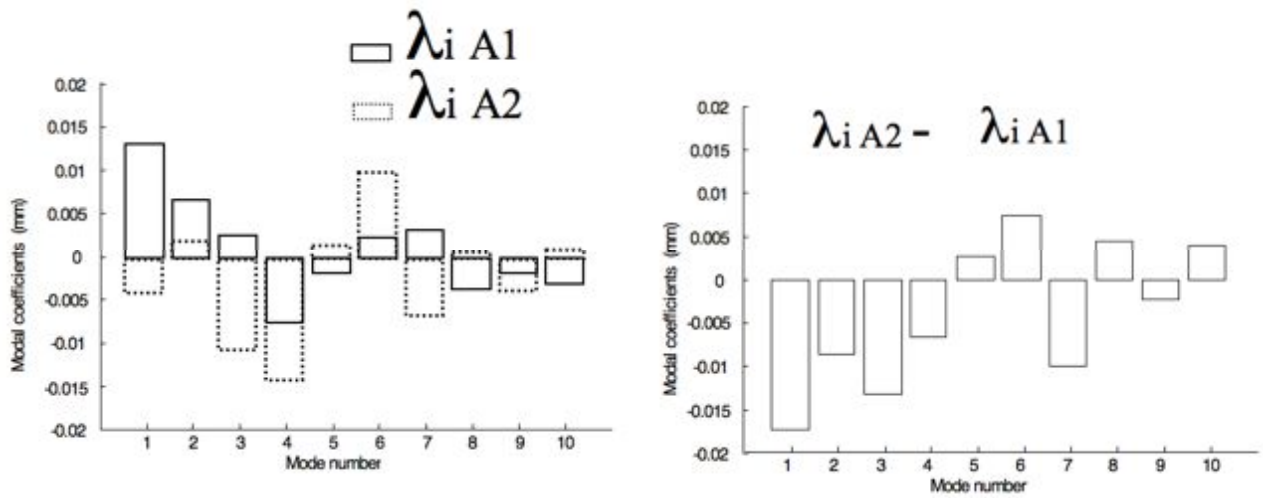 λi A1
λi A2
0.02
0.015
0.01
0.005
0
-0.005
-0.01
-0.015
-0.02
Modal coefficients (mm)
1 2 3 4 5 6 7 8 9 10
Mode number
λi A2 - λi A1
0.02
0.015
0.01
0.005
0
-0.005
-0.01
-0.015
-0.02
Modal coefficients (mm)
1 2 3 4 5 6 7 8 9 10
Mode number